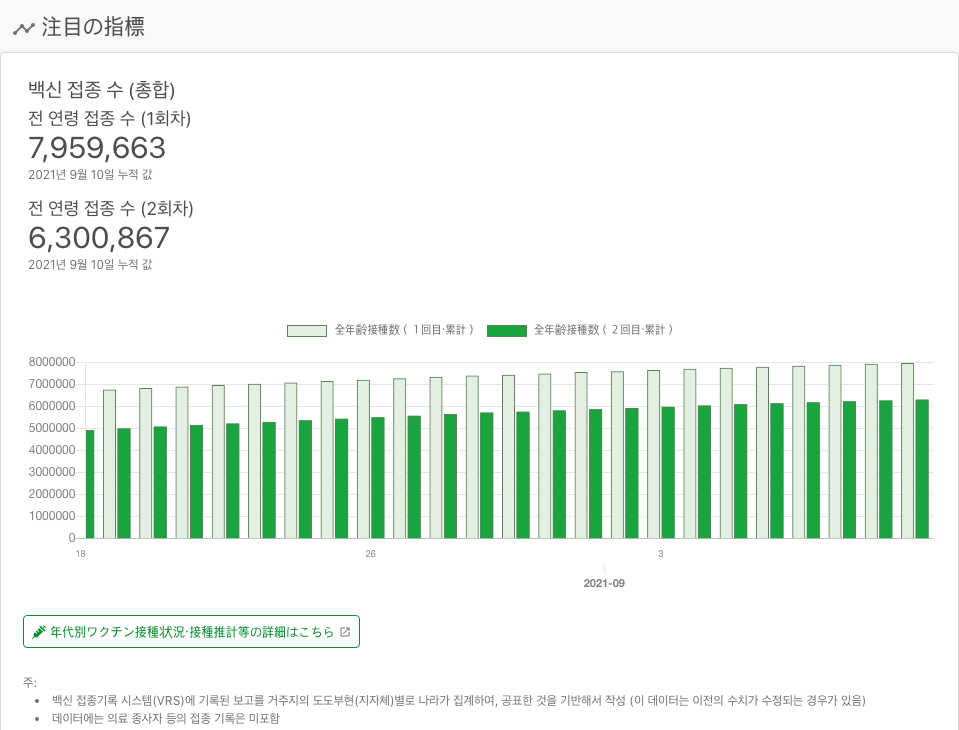 注目の指標
백신 접종 수 (총합)
전 연령 접종 수 (1회차)
7,959,663
2021년 9월 10일 누적 값
전 연령 접종 수 (2회차)
6,300,867
2021년 9월 10일 누적 값
全年齢接種数（１回目·累計） 全年齢接種数（２回目·累計）
8000000
7000000
6000000
5000000
4000000
3000000
2000000
1000000
0
18 26 3
2021-09
年代別ワクチン接種状況·接種推計等の詳細はこちら
주:
• 백신 접종기록 시스템(VRS)에 기록된 보고를 거주지의 도도부현(지자체)별로 나라가 집계하여, 공표한 것을 기반해서 작성 (이 데이터는 이전의 수치가 수정되는 경우가 있음)
• 데이터에는 의료 종사자 등의 접종 기록은 미포함